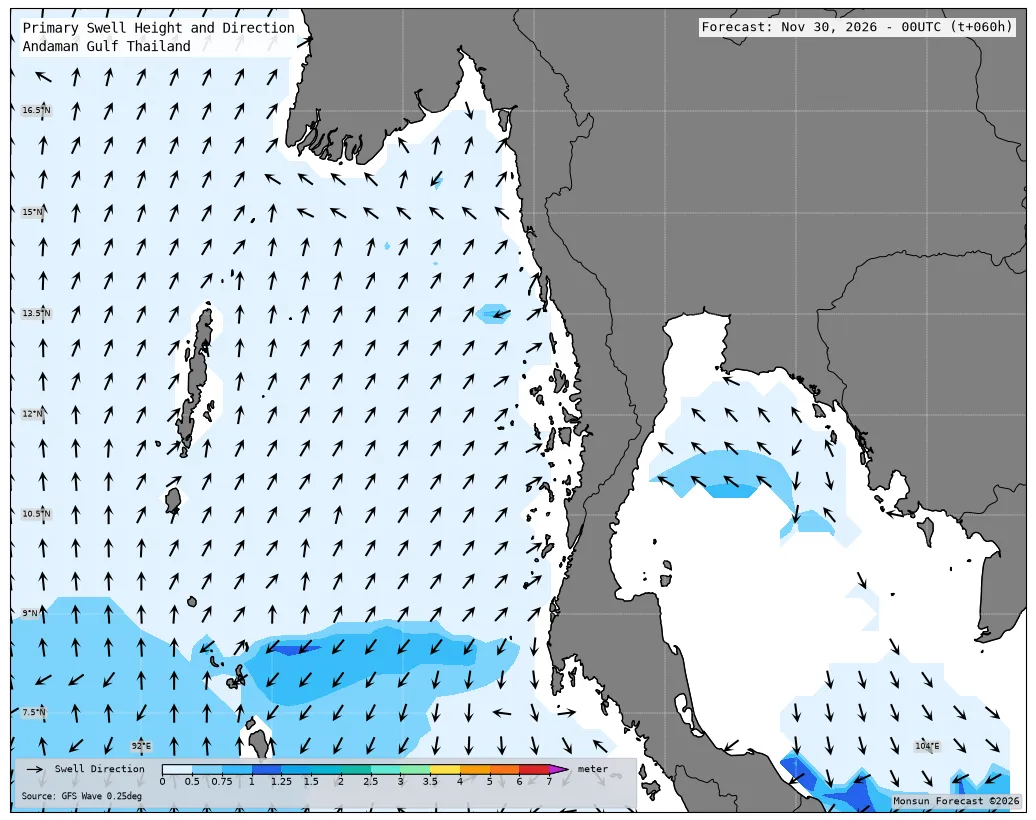 Primary Swell Height and Direction
Andaman Gulf Thailand
Forecast: Nov 30, 2026 - 00UTC (t+060h)
16.5°N
15°N
13.5°N
12°N
10.5°N
9°N
7.5°N
92°E
104°E
Swell Direction
0 0.5 0.75 1 1.25 1.5 2 2.5 3 3.5 4 5 6 7
meter
Source: GFS Wave 0.25deg
Monsun Forecast ©2026